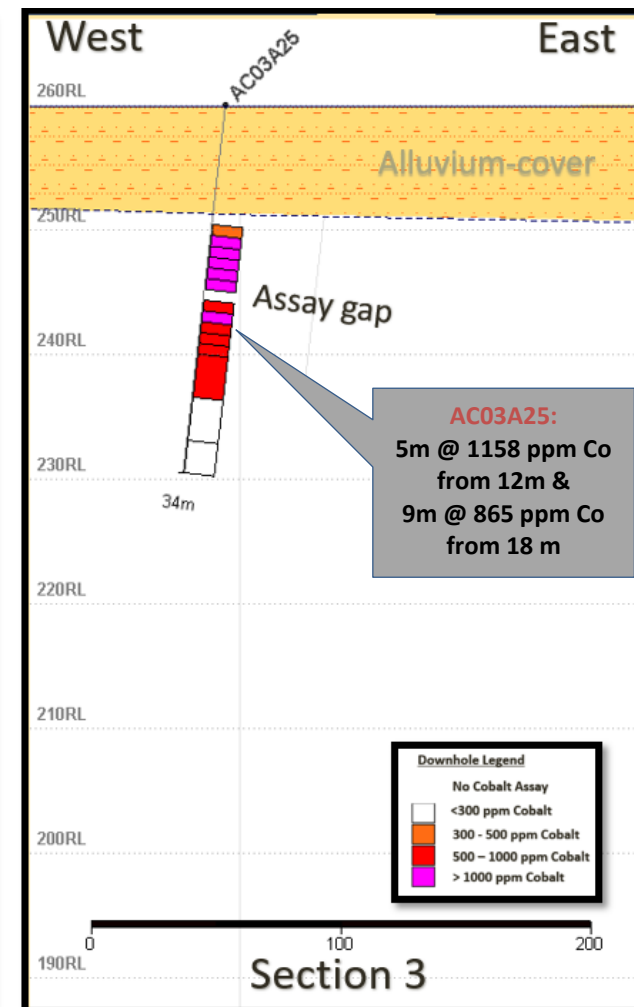 West
East
AC03A25
260RL
Alluvium-cover
250RL
Assay gap
240RL
AC03A25:
5m @ 1158 ppm Co
from 12m &
9m @ 865 ppm Co
from 18 m
230RL
34m
220RL
210RL
Downhole Legend
No Cobalt Assay
<300 ppm Cobalt
300 - 500 ppm Cobalt
500 – 1000 ppm Cobalt
> 1000 ppm Cobalt
200RL
0
100
200
190RL
Section 3